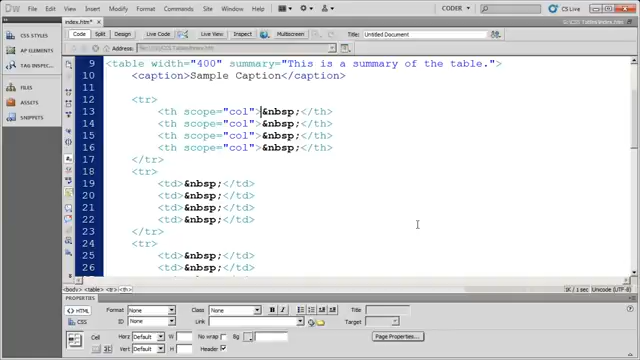 DW File Edit View Insert Modify Format Commands Site Window Help CODER CS Live
index.htm*
Code Split Design Live Code Live View Inspect Multiscreen Title: Untitled Document
Address:
CSS STYLES
AP ELEMENTS
TAG INSPEC...
FILES
ASSETS
SNIPPETS
9 <table width="400" summary="This is a summary of the table.">
10 <caption>Sample Caption</caption>
11
12 <tr>
13 <th scope="col">&nbsp;</th>
14 <th scope="col">&nbsp;</th>
15 <th scope="col">&nbsp;</th>
16 <th scope="col">&nbsp;</th>
17 </tr>
18 <tr>
19 <td>&nbsp;</td>
20 <td>&nbsp;</td>
21 <td>&nbsp;</td>
22 <td>&nbsp;</td>
23 </tr>
24 <tr>
25 <td>&nbsp;</td>
26 <td>&nbsp;</td>
<body> <table> <tr> <th> 1K / 1 sec Unicode (UTF-8)
PROPERTIES
HTML Format None Class None B I Title
CSS ID None Link Target
Cell Horz Default W No wrap Bg Page Properties...
Vert Default H Header